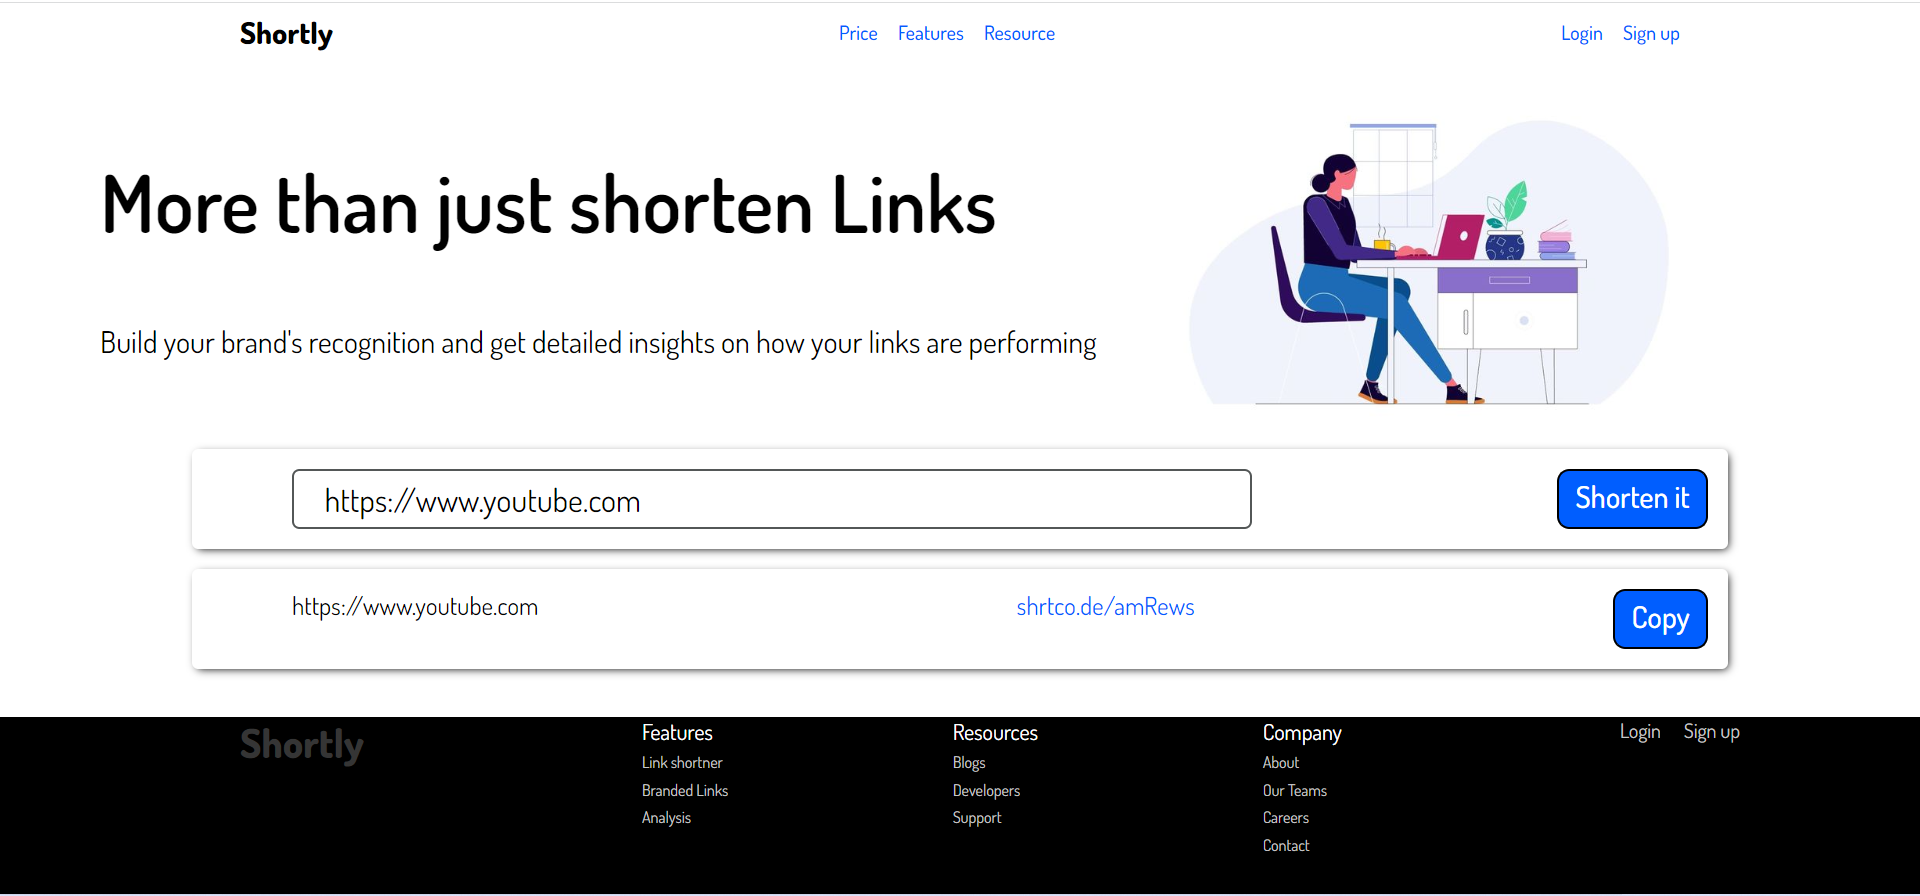 Shortly
Price Features Resource
Login Sign up
More than just shorten Links
Build your brand's recognition and get detailed insights on how your links are performing
https://www.youtube.com
Shorten it
https://www.youtube.com
shrtco.de/amRews
Copy
Shortly
Features
Link shortner
Branded Links
Analysis
Resources
Blogs
Developers
Support
Company
About
Our Teams
Careers
Contact
Login Sign up